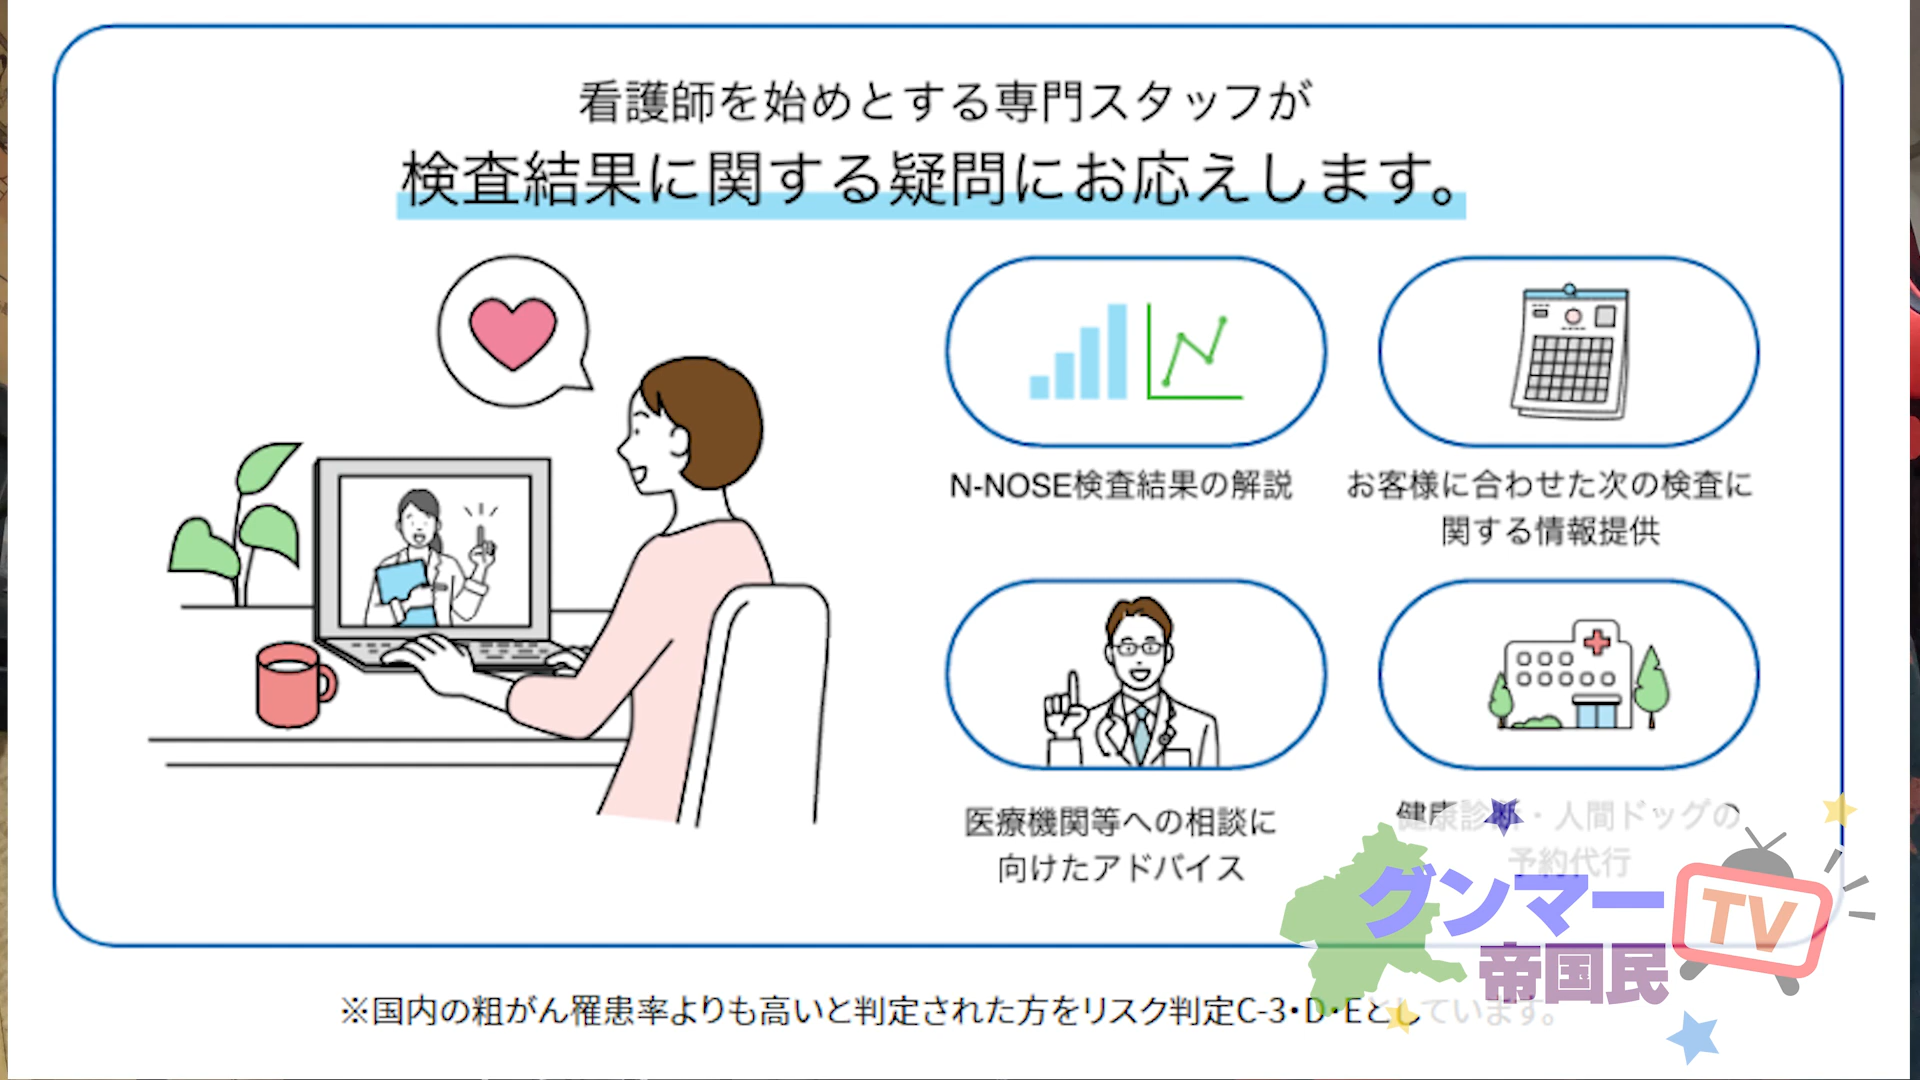 看護師を始めとする専門スタッフが
検査結果に関する疑問にお応えします。
N-NOSE検査結果の解説
お客様に合わせた次の検査に
関する情報提供
医療機関等への相談に
向けたアドバイス
健康診断・人間ドッグの
予約代行
グンマー
帝国民
TV
※国内の粗がん罹患率よりも高いと判定された方をリスク判定C-3・D・Eとしています。